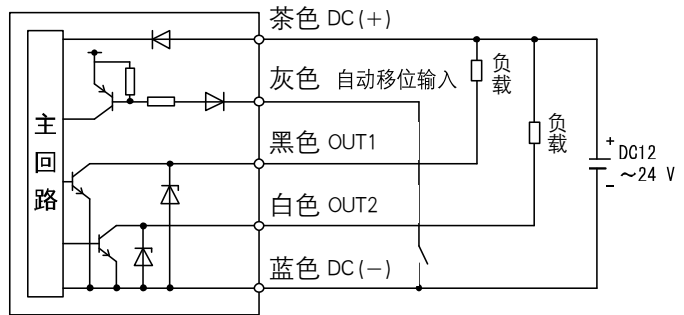 茶色 DC(+)
灰色 自动移位输入
负载
负载
主回路
黑色 OUT1
白色 OUT2
蓝色 DC(-)
+
DC12
～24 V
-